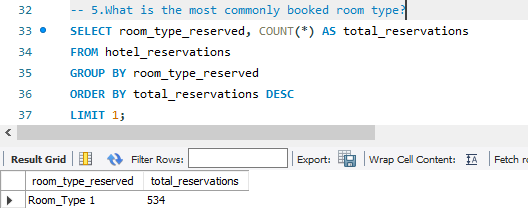 32 -- 5.What is the most commonly booked room type?
33 SELECT room_type_reserved, COUNT(*) AS total_reservations
34 FROM hotel_reservations
35 GROUP BY room_type_reserved
36 ORDER BY total_reservations DESC
37 LIMIT 1;
Result Grid Filter Rows: Export: Wrap Cell Content: Fetch ro
room_type_reserved total_reservations
Room_Type 1 534